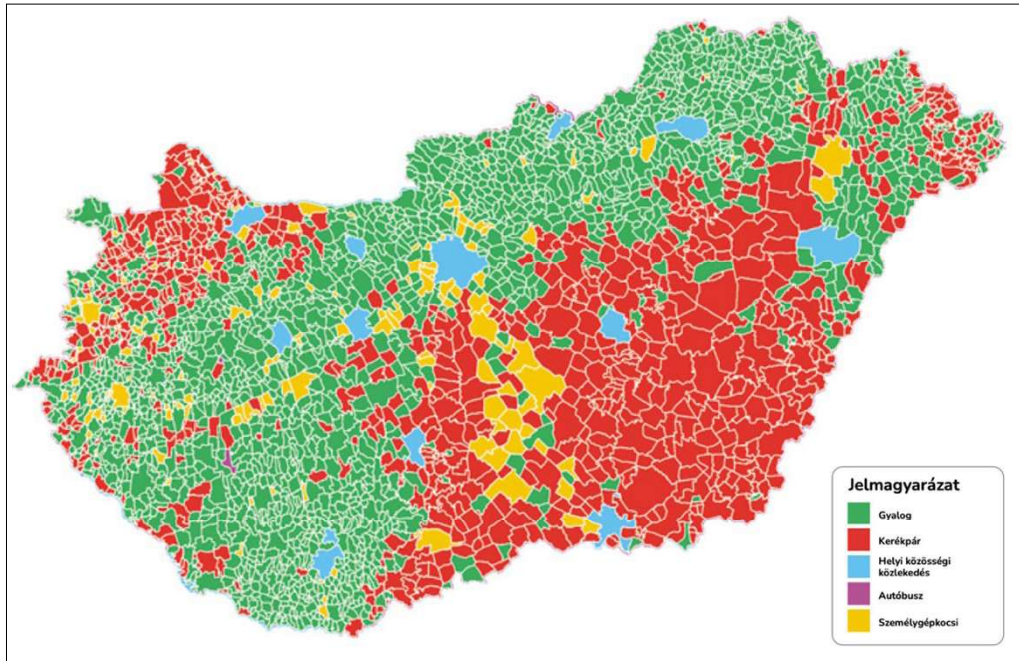 Jelmagyarázat
Gyalog
Kerékpár
Helyi közösségi
közlekedés
Autóbusz
Személygépkocsi